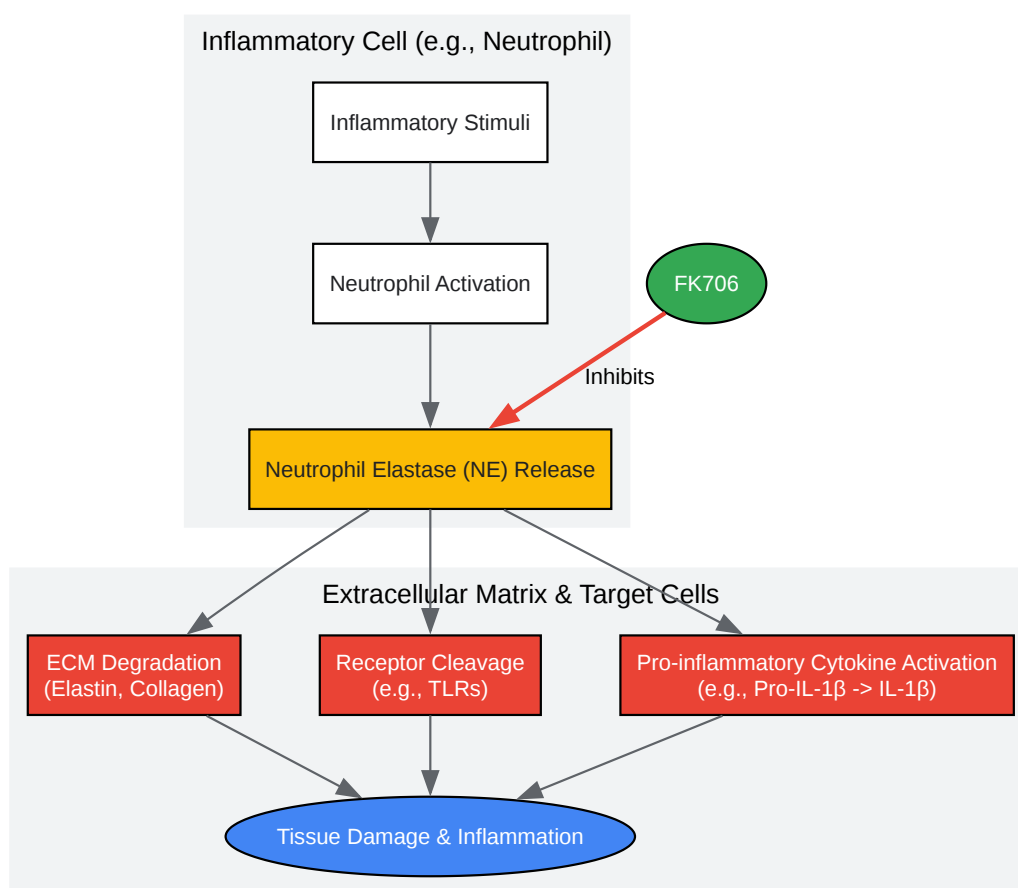 Inflammatory Cell (e.g., Neutrophil)
Inflammatory Stimuli
Neutrophil Activation
FK706
Inhibits
Neutrophil Elastase (NE) Release
Extracellular Matrix & Target Cells
ECM Degradation
(Elastin, Collagen)
Receptor Cleavage
(e.g., TLRs)
Pro-inflammatory Cytokine Activation
(e.g., Pro-IL-1β -> IL-1β)
Tissue Damage & Inflammation